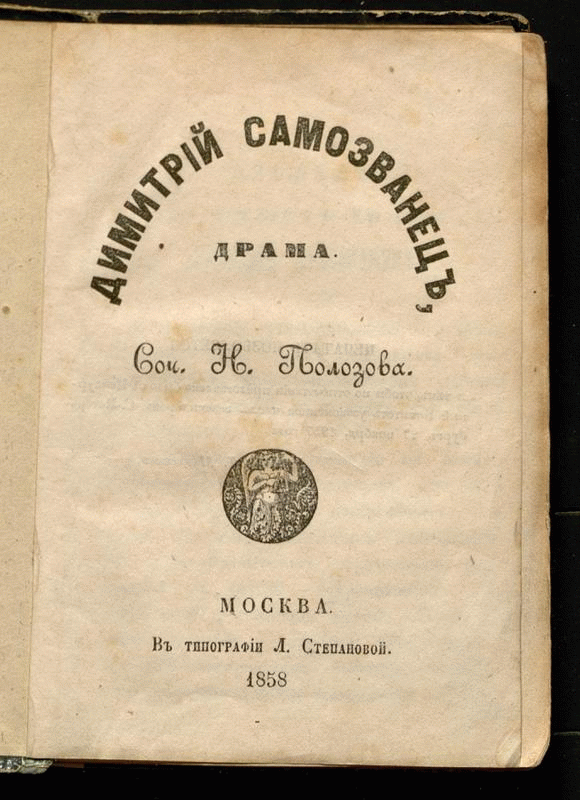 ДИМИТРІЙ САМОЗВАНЕЦЪ,
ДРАМА.
Соч. Н. Полозова.
МОСКВА.
Въ типографіи Л. Степановой.
1858